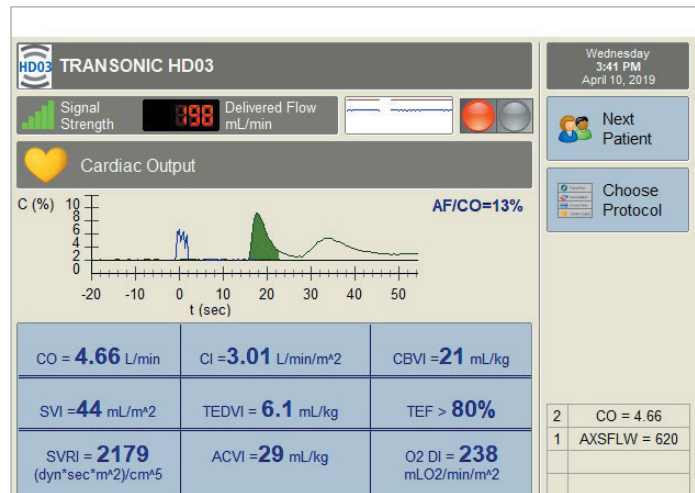 HD03 TRANSONIC HD03
Wednesday
3:41 PM
April 10, 2019
Signal
Strength
198
Delivered Flow
mL/min
Next
Patient
Cardiac Output
Choose
Protocol
C (%)
AF/CO=13%
10
8
6
4
2
0
-20 -10 0 10 20 30 40 50
t (sec)
CO = 4.66 L/min
CI =3.01 L/min/m^2
CBVI =21 mL/kg
SVI =44 mL/m^2
TEDVI = 6.1 mL/kg
TEF > 80%
SVRI = 2179
(dyn*sec*m^2)/cm^5
ACVI =29 mL/kg
O2 DI = 238
mLO2/min/m^2
2 CO = 4.66
1 AXSFLW = 620